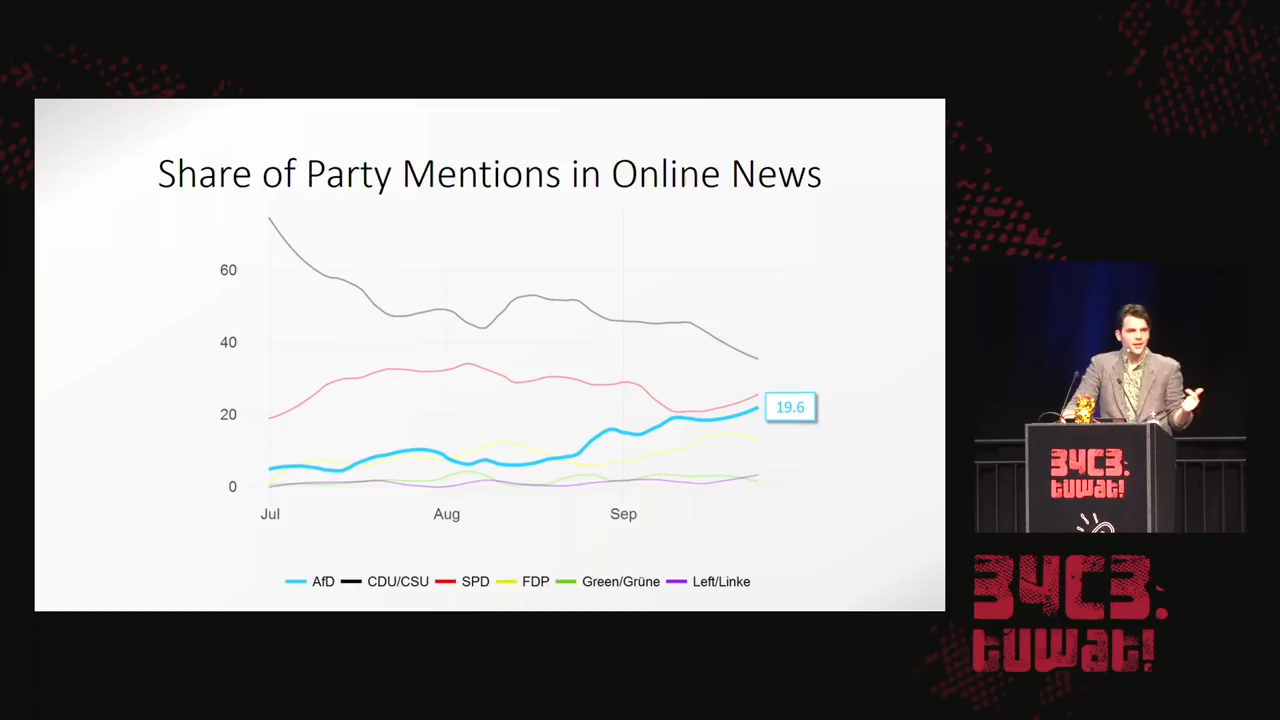 Share of Party Mentions in Online News
60
40
20
0
19.6
Jul Aug Sep
AfD CDU/CSU SPD FDP Green/Grüne Left/Linke
34C3.
tuwat!
34C3.
tuwat!